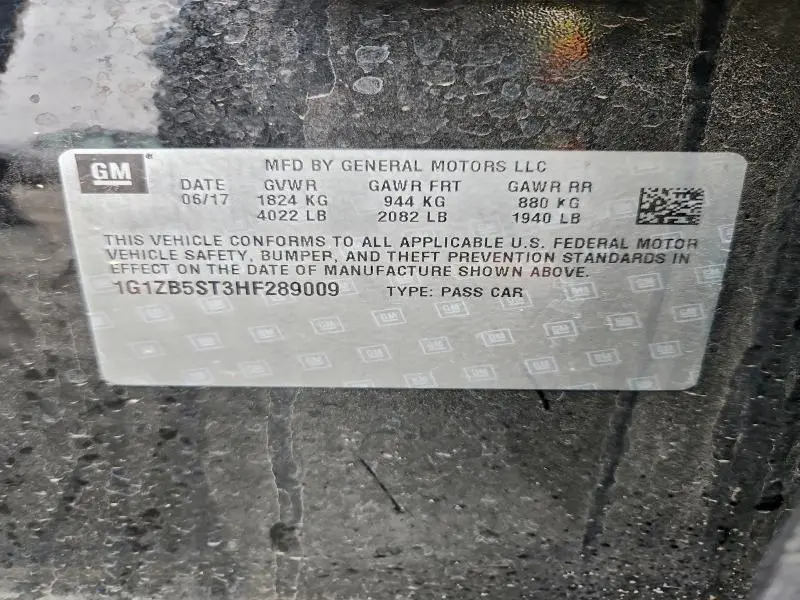 GM
MFD BY GENERAL MOTORS LLC
DATE GVWR GAWR FRT GAWR RR
06/17 1824 KG 944 KG 880 KG
4022 LB 2082 LB 1940 LB
THIS VEHICLE CONFORMS TO ALL APPLICABLE U.S. FEDERAL MOTOR
VEHICLE SAFETY, BUMPER, AND THEFT PREVENTION STANDARDS IN
EFFECT ON THE DATE OF MANUFACTURE SHOWN ABOVE.
1G1ZB5ST3HF289009 TYPE: PASS CAR